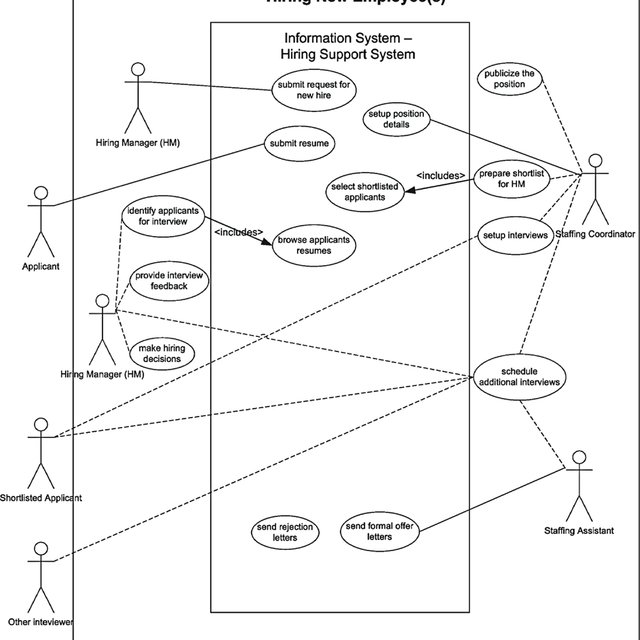 Hiring New Employee(s)
Information System –
Hiring Support System
publicize the
position
submit request for
new hire
setup position
details
Hiring Manager (HM)
submit resume
<includes>
prepare shortlist
for HM
select shortlisted
applicants
identify applicants
for interview
<includes>
setup interviews
Staffing Coordinator
browse applicants
resumes
Applicant
provide interview
feedback
make hiring
decisions
Hiring Manager (HM)
schedule
additional interviews
Shortlisted Applicant
send rejection
letters
send formal offer
letters
Staffing Assistant
Other inteviewer